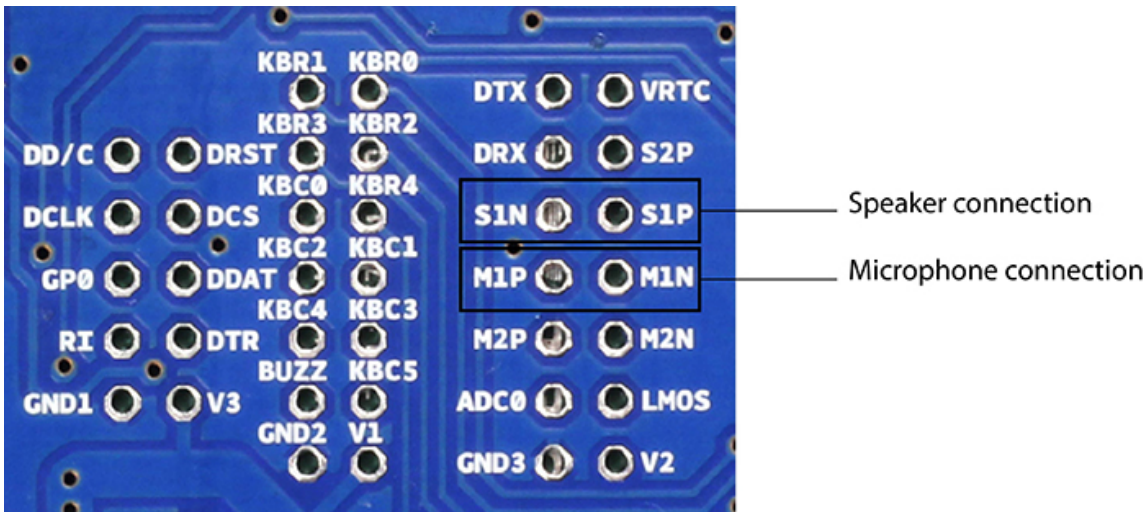 KBR1 KBR0
DTX VRTC
KBR3 KBR2
DD/C DRST DRX S2P
KBC0 KBR4
DCLK DCS S1N S1P Speaker connection
KBC2 KBC1
GP0 DDAT M1P M1N Microphone connection
KBC4 KBC3
RI DTR M2P M2N
BUZZ KBC5
GND1 V3 ADC0 LMOS
GND2 V1
GND3 V2